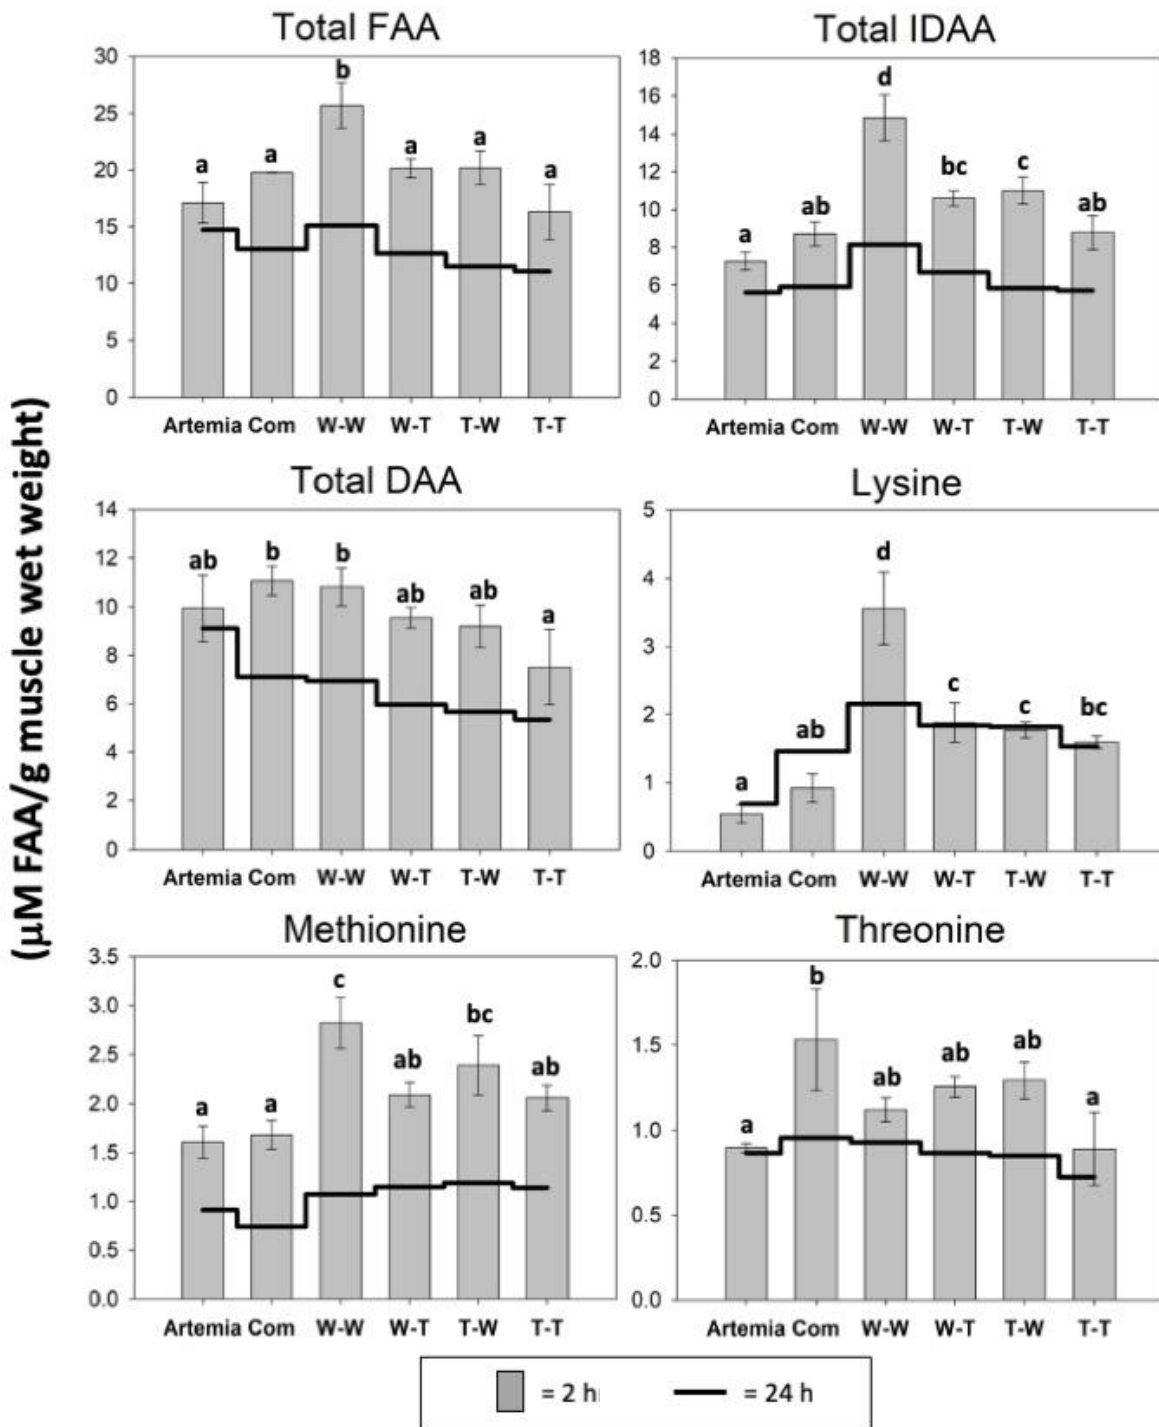 Total FAA
30
25
20
15
10
5
0
a a b a a a
Artemia Com W-W W-T T-W T-T
Total IDAA
18
16
14
12
10
8
6
4
2
0
a ab d bc c ab
Artemia Com W-W W-T T-W T-T
(μM FAA/g muscle wet weight)
Total DAA
14
12
10
8
6
4
2
0
ab b b ab ab a
Artemia Com W-W W-T T-W T-T
Lysine
5
4
3
2
1
0
a ab d c c bc
Artemia Com W-W W-T T-W T-T
Methionine
3.5
3.0
2.5
2.0
1.5
1.0
0.5
0.0
a a c ab bc ab
Artemia Com W-W W-T T-W T-T
Threonine
2.0
1.5
1.0
0.5
0.0
a b ab ab ab a
Artemia Com W-W W-T T-W T-T
= 2 h = 24 h